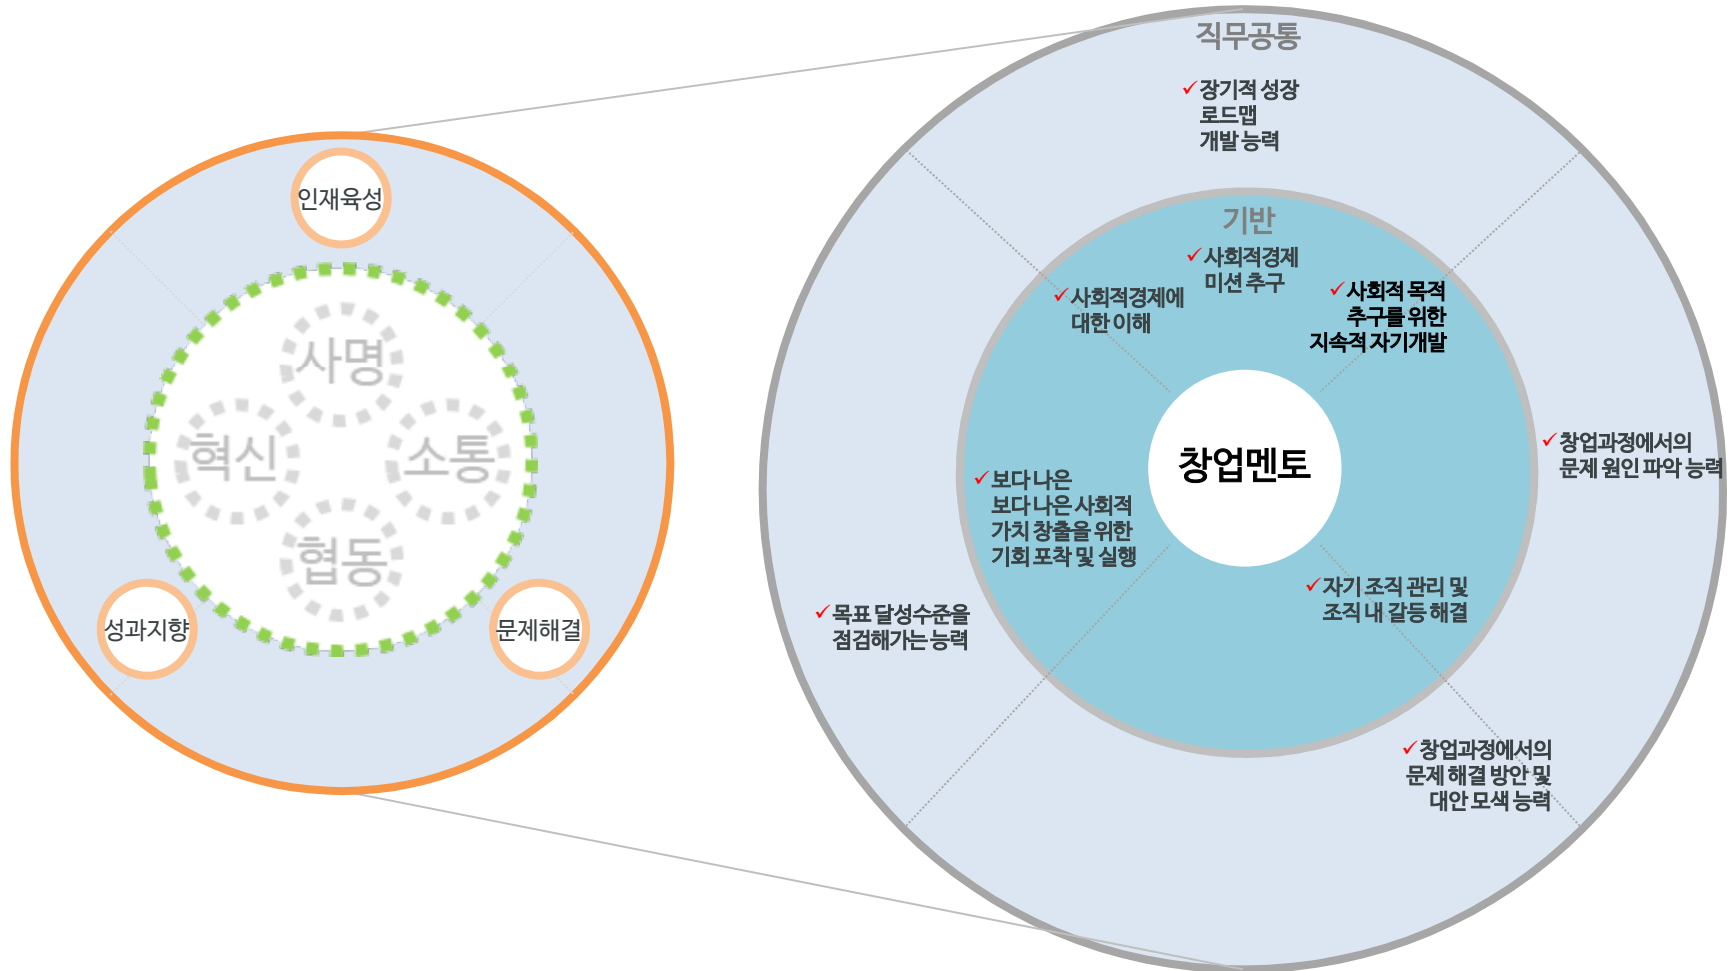 인재육성
사명
혁신
소통
협동
성과지향
문제해결
직무공통
✓장기적 성장
로드맵
개발 능력
기반
✓사회적경제
미션 추구
✓사회적경제에
대한 이해
✓사회적 목적
추구를 위한
지속적 자기개발
창업멘토
✓보다 나은
보다 나은 사회적
가치 창출을 위한
기회 포착 및 실행
✓창업과정에서의
문제 원인 파악 능력
✓자기 조직 관리 및
조직 내 갈등 해결
✓목표 달성수준을
점검해가는 능력
✓창업과정에서의
문제 해결 방안 및
대안 모색 능력